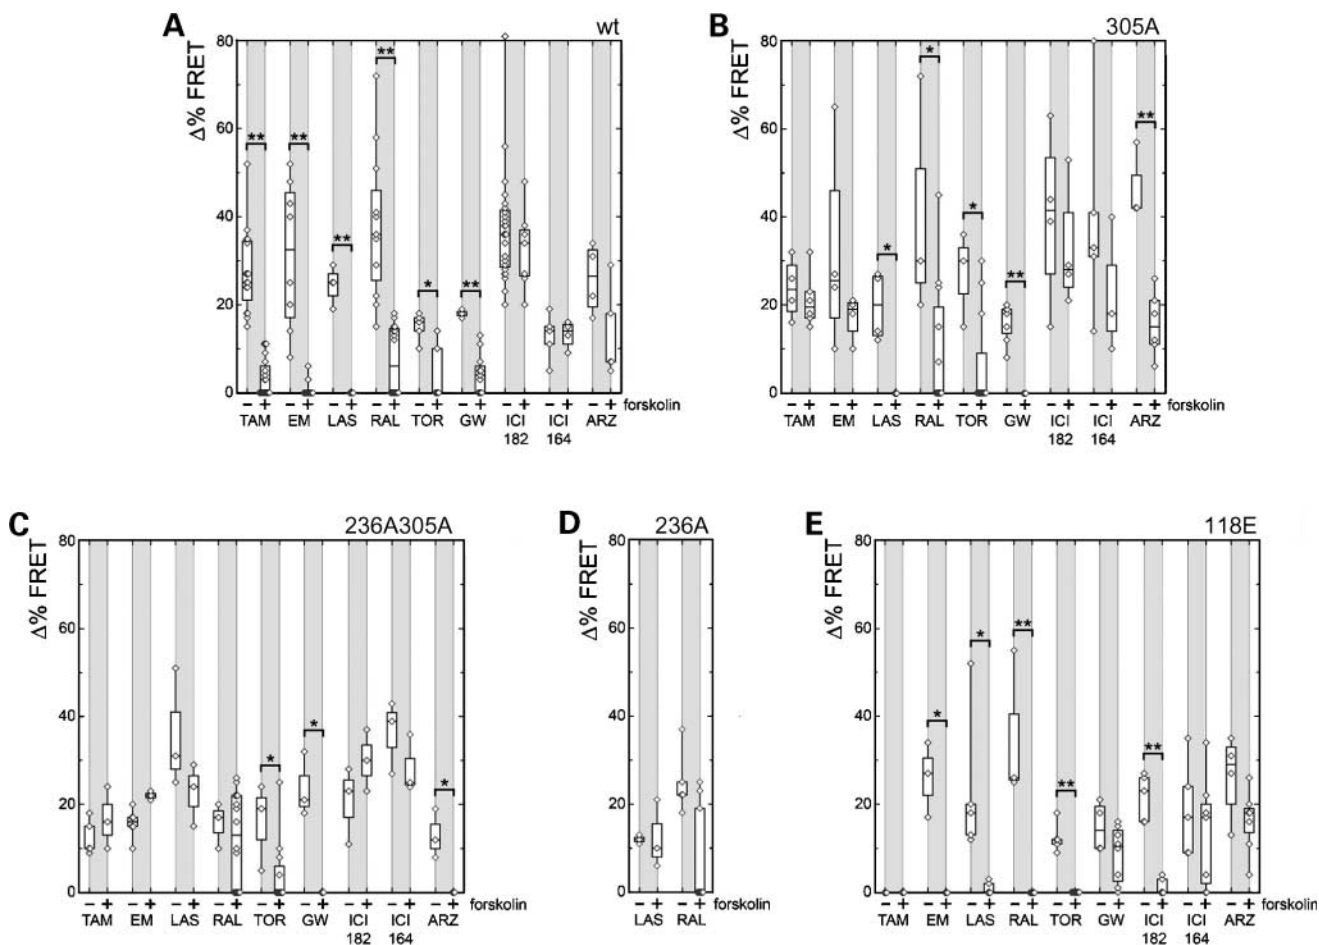 A wt
Δ% FRET
80
60
40
20
0
** ** ** ** * **
– + – + – + – + – + – + – + – + – + forskolin
TAM EM LAS RAL TOR GW ICI 182 ICI 164 ARZ
B 305A
Δ% FRET
80
60
40
20
0
* * * ** **
– + – + – + – + – + – + – + – + – + forskolin
TAM EM LAS RAL TOR GW ICI 182 ICI 164 ARZ
C 236A305A
Δ% FRET
80
60
40
20
0
* * *
– + – + – + – + – + – + – + – + – + forskolin
TAM EM LAS RAL TOR GW ICI 182 ICI 164 ARZ
D 236A
Δ% FRET
80
60
40
20
0
– + – +
LAS RAL
E 118E
Δ% FRET
80
60
40
20
0
* * ** ** **
– + – + – + – + – + – + – + – + – + forskolin
TAM EM LAS RAL TOR GW ICI 182 ICI 164 ARZ